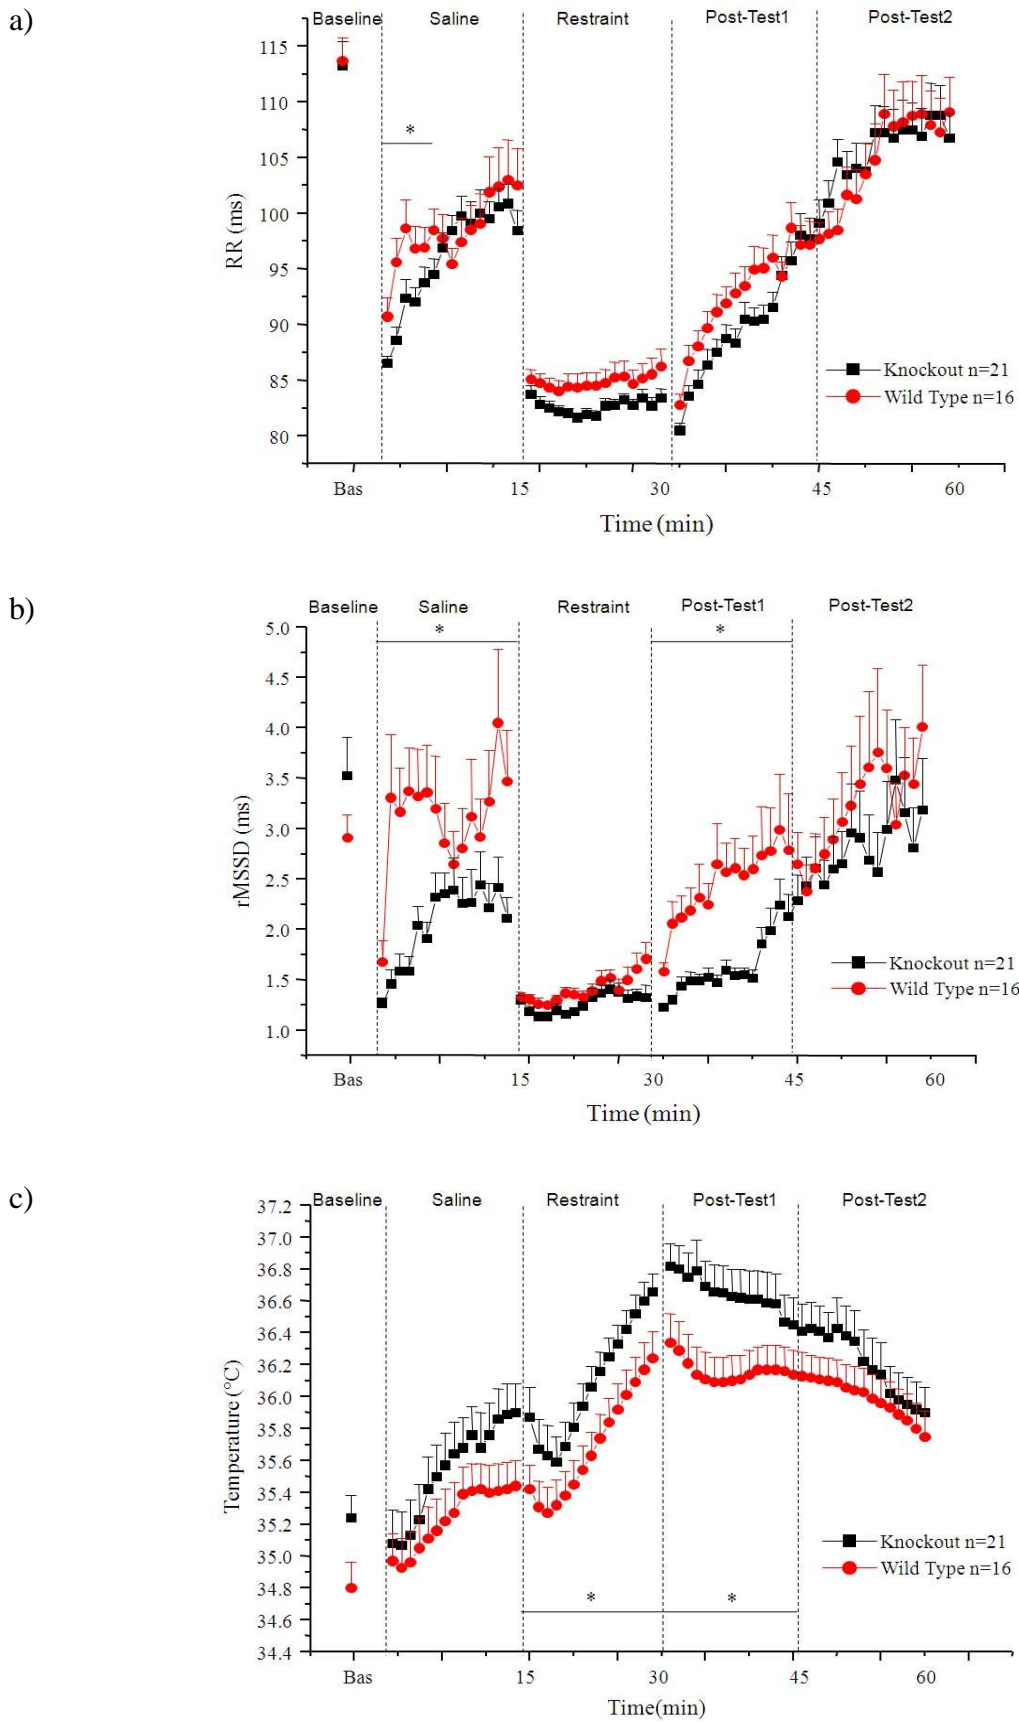 a)
Baseline Saline Restraint Post-Test1 Post-Test2
115
110
105
100
95
90
85
80
RR (ms)
*
Knockout n=21
Wild Type n=16
Bas 15 30 45 60
Time (min)
b)
Baseline Saline Restraint Post-Test1 Post-Test2
5.0
4.5
4.0
3.5
3.0
2.5
2.0
1.5
1.0
rMSSD (ms)
* *
Knockout n=21
Wild Type n=16
Bas 15 30 45 60
Time (min)
c)
Baseline Saline Restraint Post-Test1 Post-Test2
37.2
37.0
36.8
36.6
36.4
36.2
36.0
35.8
35.6
35.4
35.2
35.0
34.8
34.6
34.4
Temperature (°C)
Knockout n=21
Wild Type n=16
* *
Bas 15 30 45 60
Time(min)